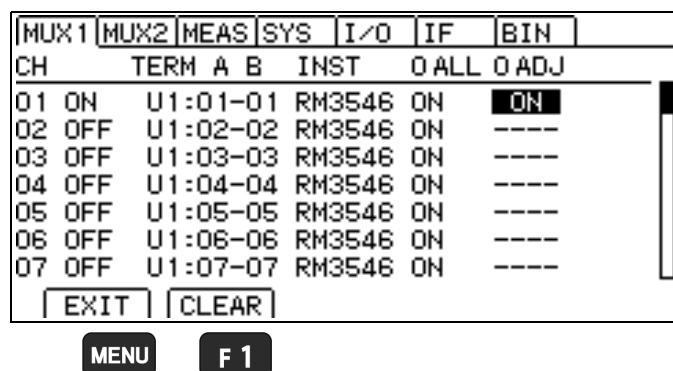 MUX1 MUX2 MEAS SYS I/O IF BIN
CH TERM A B INST 0 ALL 0 ADJ
01 ON U1:01-01 RM3546 ON ON
02 OFF U1:02-02 RM3546 ON ----
03 OFF U1:03-03 RM3546 ON ----
04 OFF U1:04-04 RM3546 ON ----
05 OFF U1:05-05 RM3546 ON ----
06 OFF U1:06-06 RM3546 ON ----
07 OFF U1:07-07 RM3546 ON ----
EXIT CLEAR
MENU F 1